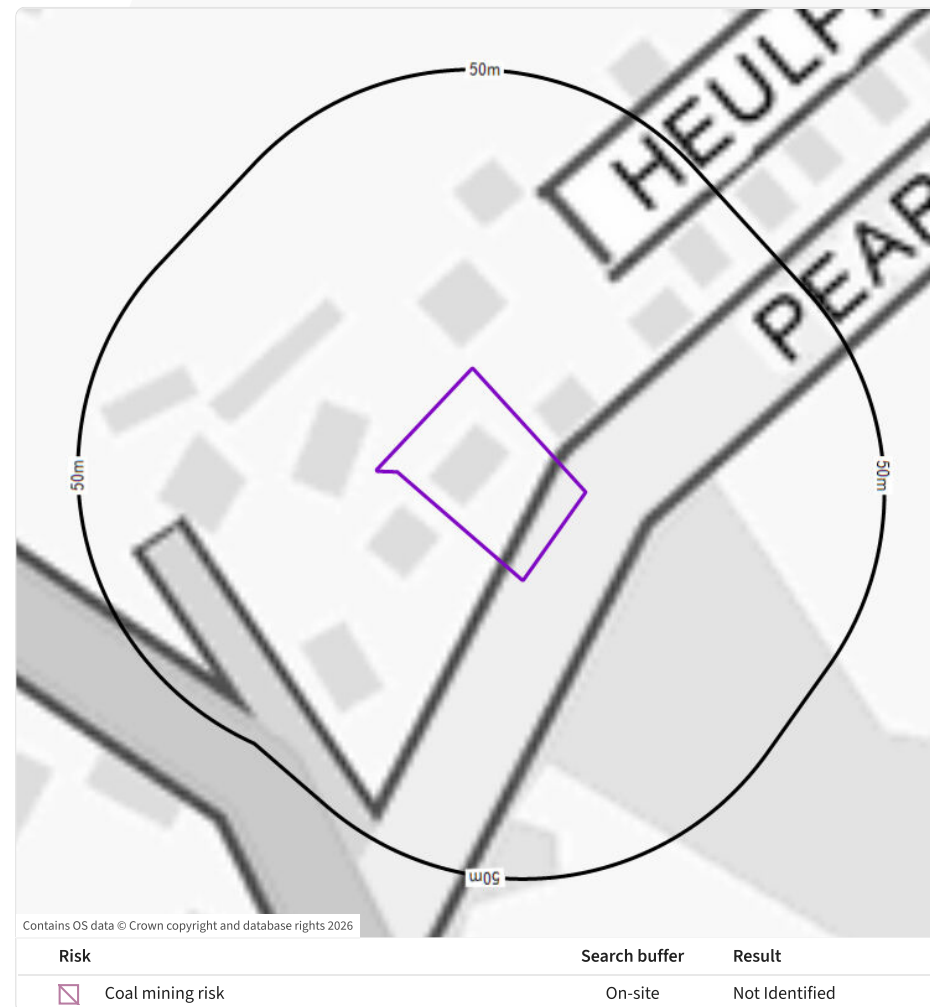 50m
HEULF
PEAR
50m
50m
50m
Contains OS data © Crown copyright and database rights 2026
Risk Search buffer Result
Coal mining risk On-site Not Identified